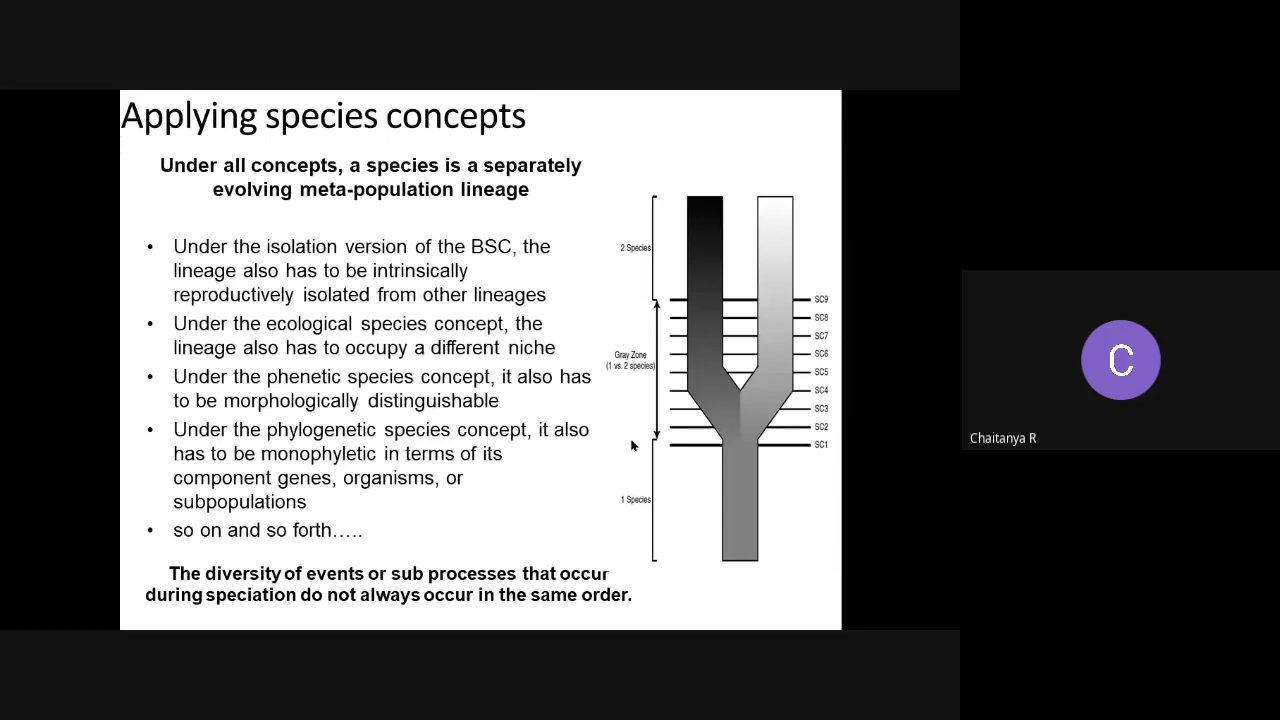 Applying species concepts
Under all concepts, a species is a separately
evolving meta-population lineage
• Under the isolation version of the BSC, the
lineage also has to be intrinsically
reproductively isolated from other lineages
• Under the ecological species concept, the
lineage also has to occupy a different niche
• Under the phenetic species concept, it also has
to be morphologically distinguishable
• Under the phylogenetic species concept, it also
has to be monophyletic in terms of its
component genes, organisms, or
subpopulations
• so on and so forth…..
The diversity of events or sub processes that occur
during speciation do not always occur in the same order.
2 Species
Gray Zone
(1 vs. 2 species)
1 Species
SC9
SC8
SC7
SC6
SC5
SC4
SC3
SC2
SC1
C
Chaitanya R